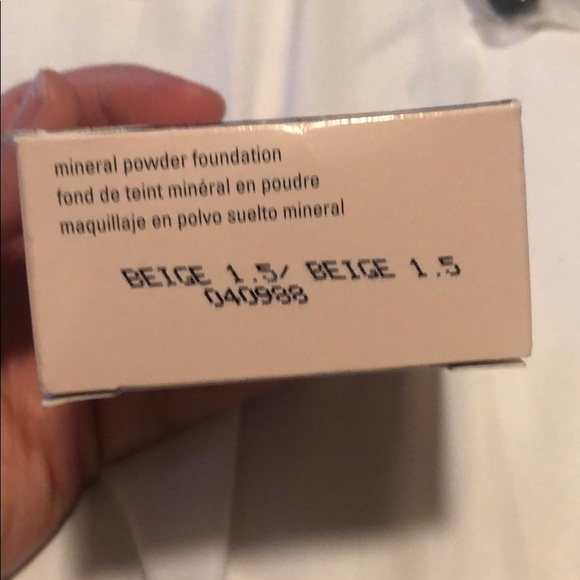 mineral powder foundation
fond de teint minéral en poudre
maquillaje en polvo suelto mineral
BEIGE 1.5/ BEIGE 1.5
040988